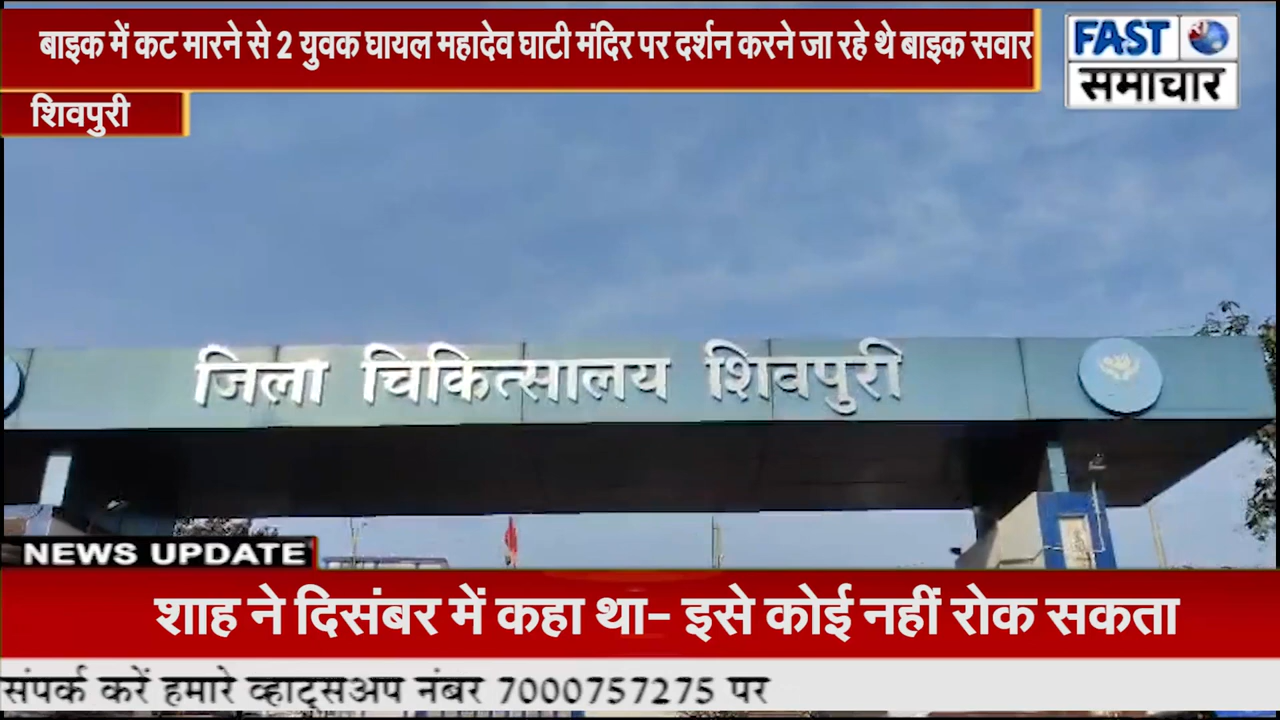 बाइक में कट मारने से 2 युवक घायल महादेव घाटी मंदिर पर दर्शन करने जा रहे थे बाइक सवार
FAST
समाचार
शिवपुरी
जिला चिकित्सालय शिवपुरी
NEWS UPDATE
शाह ने दिसंबर में कहा था- इसे कोई नहीं रोक सकता
संपर्क करें हमारे व्हाट्सअप नंबर 7000757275 पर